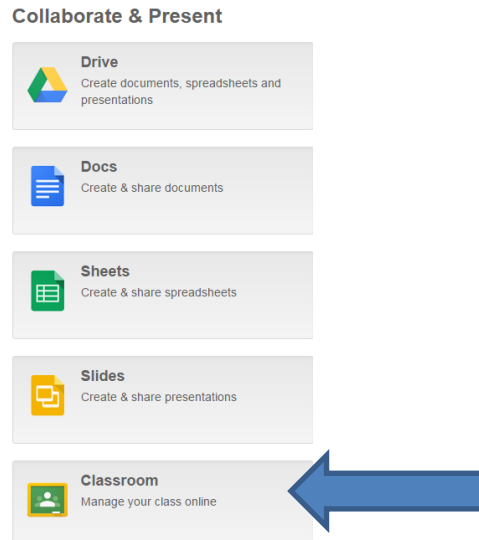 Collaborate & Present
Drive
Create documents, spreadsheets and
presentations
Docs
Create & share documents
Sheets
Create & share spreadsheets
Slides
Create & share presentations
Classroom
Manage your class online